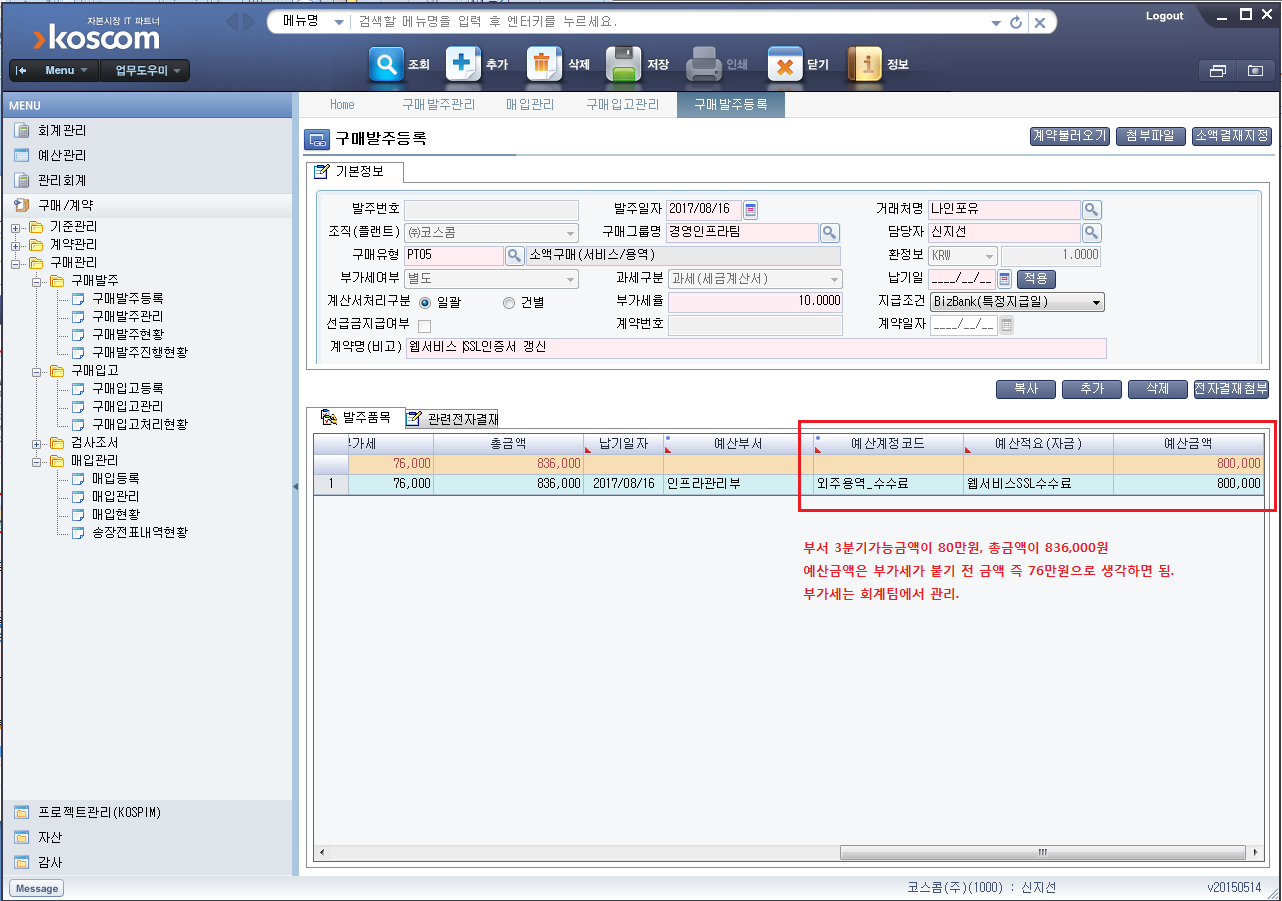 자본시장 IT 파트너
koscom
메뉴명 검색할 메뉴명을 입력 후 엔터키를 누르세요.
Logout
Menu 업무도우미
조회 추가 삭제 저장 인쇄 닫기 정보
MENU
Home 구매발주관리 매입관리 구매입고관리 구매발주등록
회계관리
예산관리
관리회계
구매/계약
기준관리
계약관리
구매관리
구매발주
구매발주등록
구매발주관리
구매발주현황
구매발주진행현황
구매입고
구매입고등록
구매입고관리
구매입고처리현황
검사조서
매입관리
매입등록
매입관리
매입현황
송장전표내역현황
프로젝트관리(KOSPIM)
자산
감사
구매발주등록
계약불러오기 첨부파일 소액결재지정
기본정보
발주번호 발주일자 2017/08/16 거래처명 나인포유
조직(플랜트) ㈜코스콤 구매그룹명 경영인프라팀 담당자 신지선
구매유형 PT05 소액구매(서비스/용역) 환정보 KRW 1.0000
부가세여부 별도 과세구분 과세(세금계산서) 납기일 ____/__/__ 적용
계산서처리구분 일괄 건별 부가세율 10.0000 지급조건 BizBank(특정지급일)
선급금지급여부 계약번호 계약일자 ____/__/__
계약명(비고) 웹서비스 SSL인증서 갱신
복사 추가 삭제 전자결재첨부
발주품목 관련전자결재
가세 총금액 납기일자 예산부서 예산계정코드 예산적요(자금) 예산금액
76,000 836,000 800,000
1 76,000 836,000 2017/08/16 인프라관리부 외주용역_수수료 웹서비스SSL수수료 800,000
부서 3분기가능금액이 80만원, 총금액이 836,000원
예산금액은 부가세가 붙기 전 금액 즉 76만원으로 생각하면 됨.
부가세는 회계팀에서 관리.
Message
코스콤(주)(1000) : 신지선
v20150514